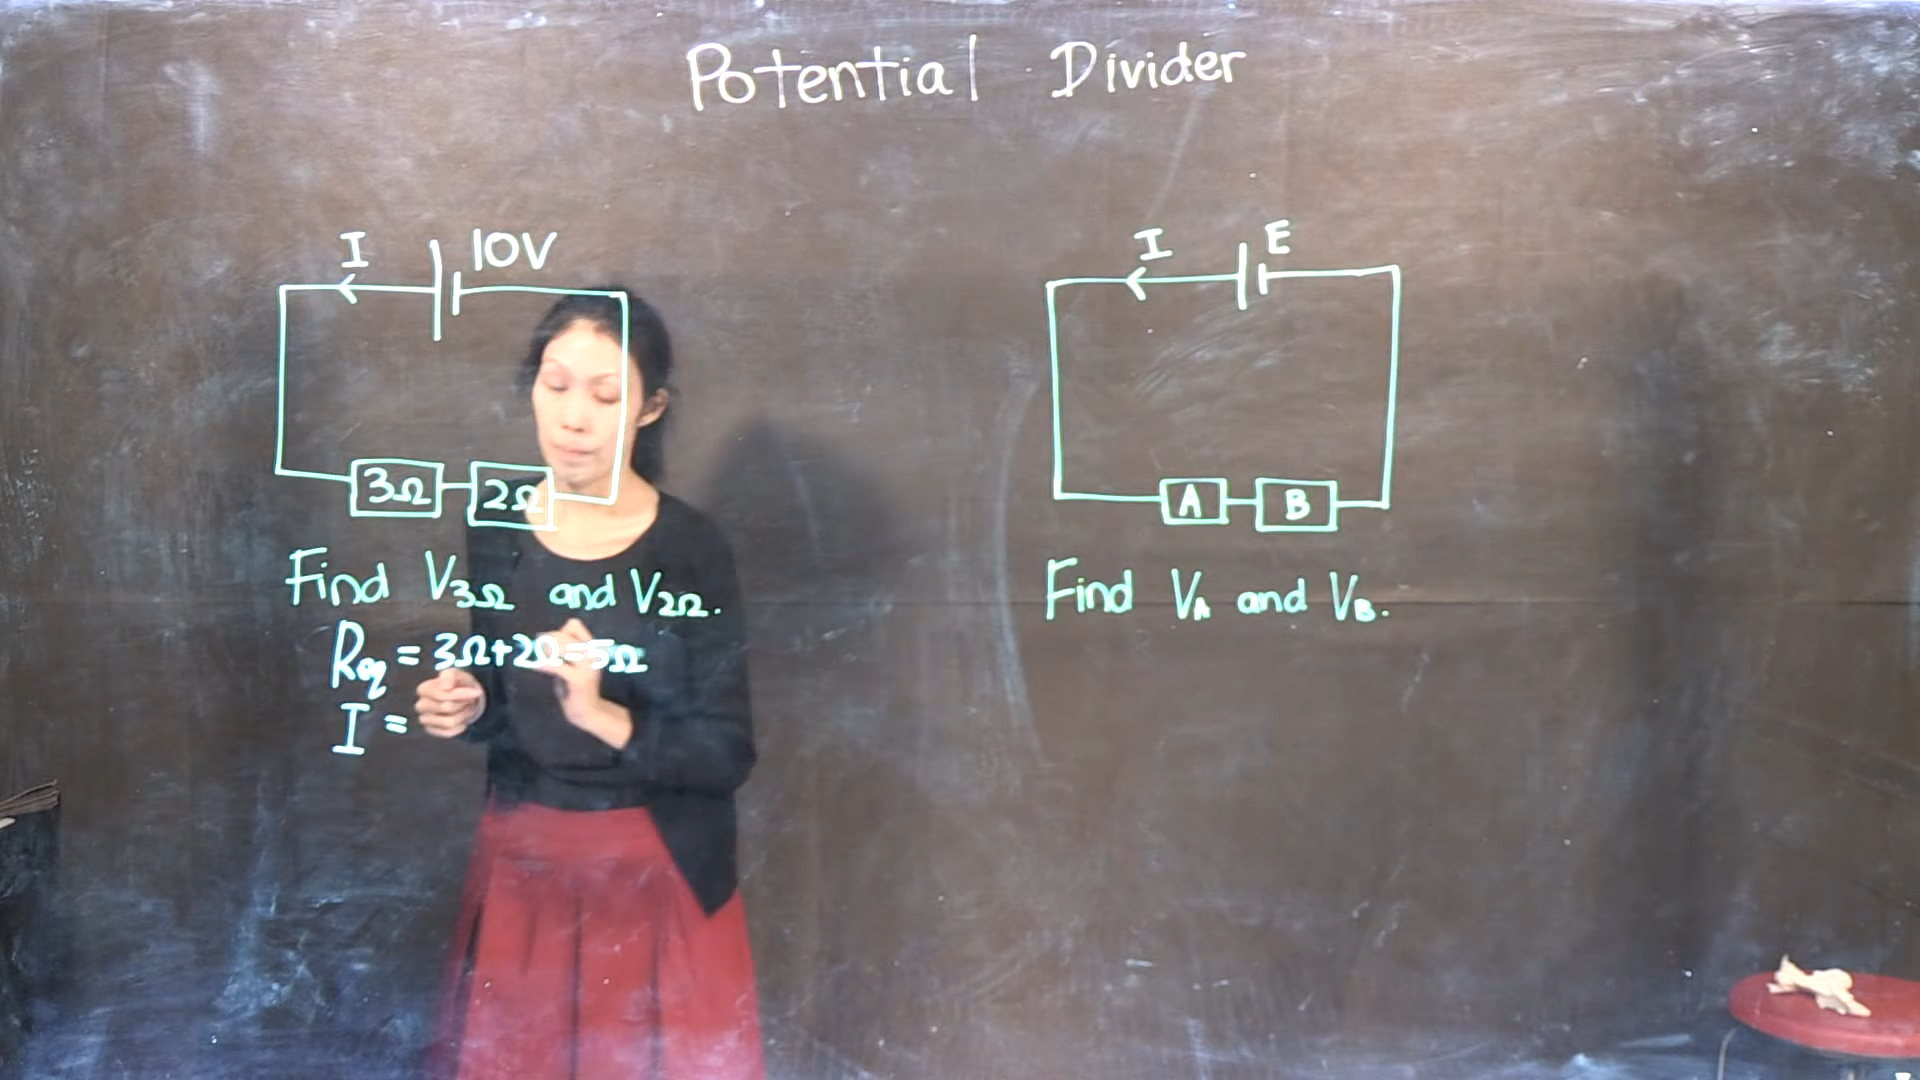 Potential Divider
I 10V
3Ω 2Ω
Find V3Ω and V2Ω.
Req = 3Ω+2Ω=5Ω
I =
I E
A B
Find VA and VB.